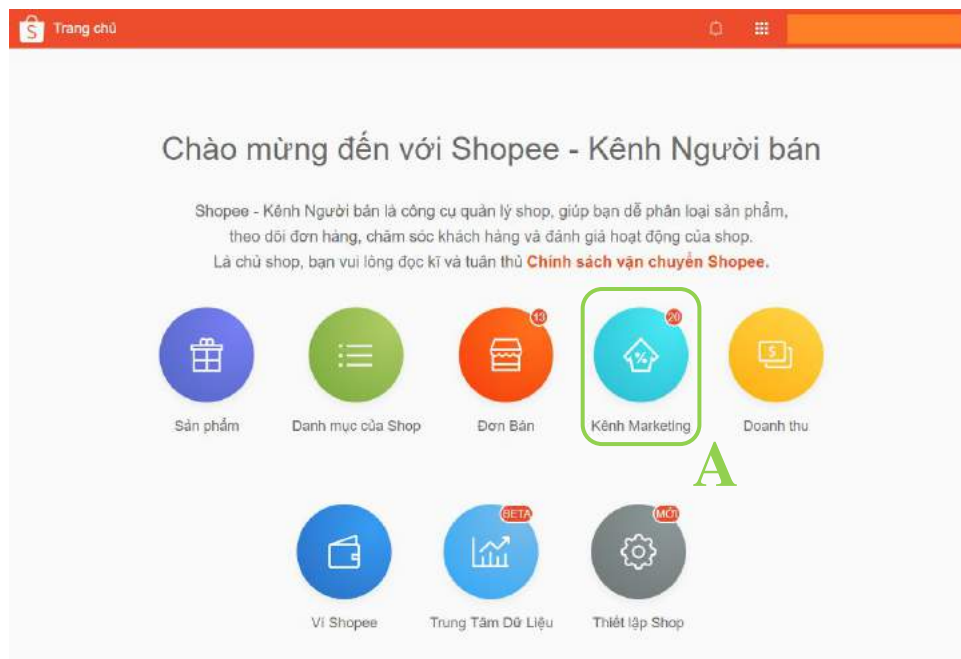 Trang chủ
Chào mừng đến với Shopee - Kênh Người bán
Shopee - Kênh Người bán là công cụ quản lý shop, giúp bạn dễ phân loại sản phẩm,
theo dõi đơn hàng, chăm sóc khách hàng và đánh giá hoạt động của shop.
Là chủ shop, bạn vui lòng đọc kĩ và tuân thủ Chính sách vận chuyển Shopee.
13
20
Sản phẩm
Danh mục của Shop
Đơn Bán
Kênh Marketing
Doanh thu
A
BETA
MỚI
Ví Shopee
Trung Tâm Dữ Liệu
Thiết lập Shop